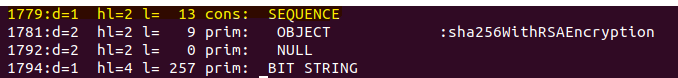 1779:d=1  hl=2 l=  13 cons:  SEQUENCE
1781:d=2  hl=2 l=   9 prim:   OBJECT            :sha256WithRSAEncryption
1792:d=2  hl=2 l=   0 prim:   NULL
1794:d=1  hl=4 l= 257 prim:  BIT STRING